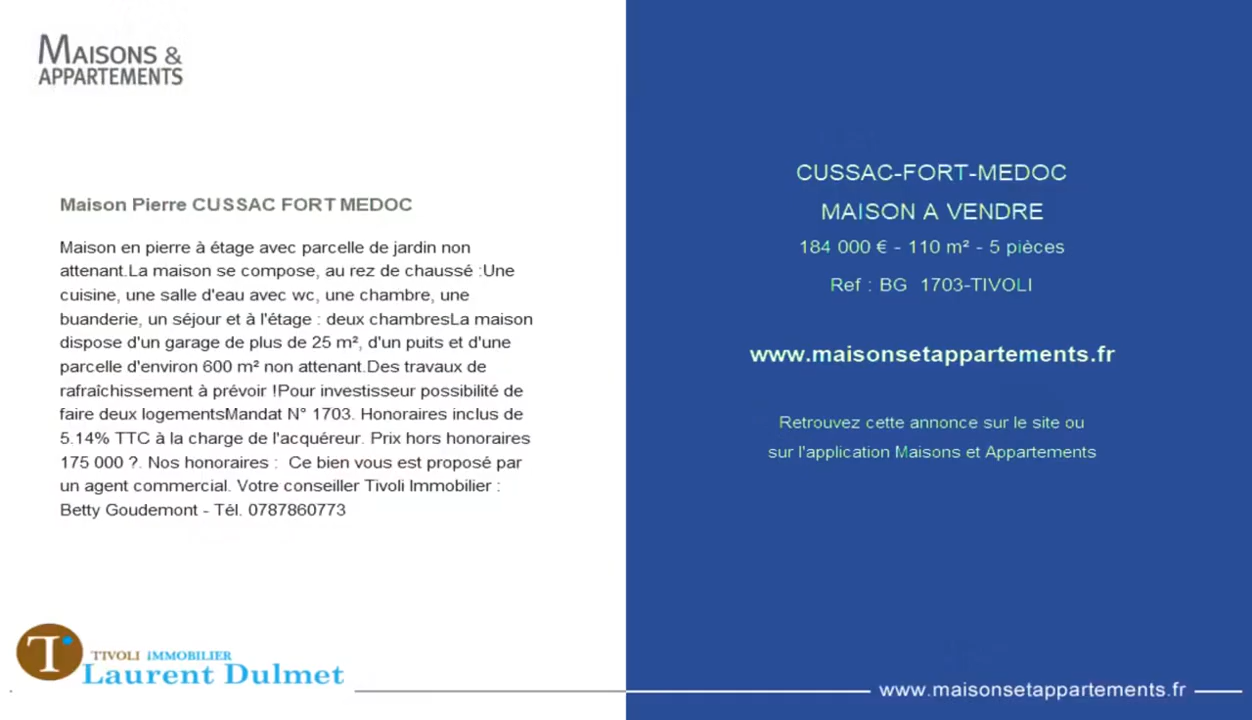 MAISONS &
APPARTEMENTS
Maison Pierre CUSSAC FORT MEDOC
Maison en pierre à étage avec parcelle de jardin non
attenant.La maison se compose, au rez de chaussé :Une
cuisine, une salle d'eau avec wc, une chambre, une
buanderie, un séjour et à l'étage : deux chambresLa maison
dispose d'un garage de plus de 25 m², d'un puits et d'une
parcelle d'environ 600 m² non attenant.Des travaux de
rafraîchissement à prévoir !Pour investisseur possibilité de
faire deux logementsMandat N° 1703. Honoraires inclus de
5.14% TTC à la charge de l'acquéreur. Prix hors honoraires
175 000 ?. Nos honoraires :  Ce bien vous est proposé par
un agent commercial. Votre conseiller Tivoli Immobilier :
Betty Goudemont - Tél. 0787860773
T TIVOLI iMMOBILIER
Laurent Dulmet
CUSSAC-FORT-MEDOC
MAISON A VENDRE
184 000 € - 110 m² - 5 pièces
Ref : BG  1703-TIVOLI
www.maisonsetappartements.fr
Retrouvez cette annonce sur le site ou
sur l'application Maisons et Appartements
www.maisonsetappartements.fr